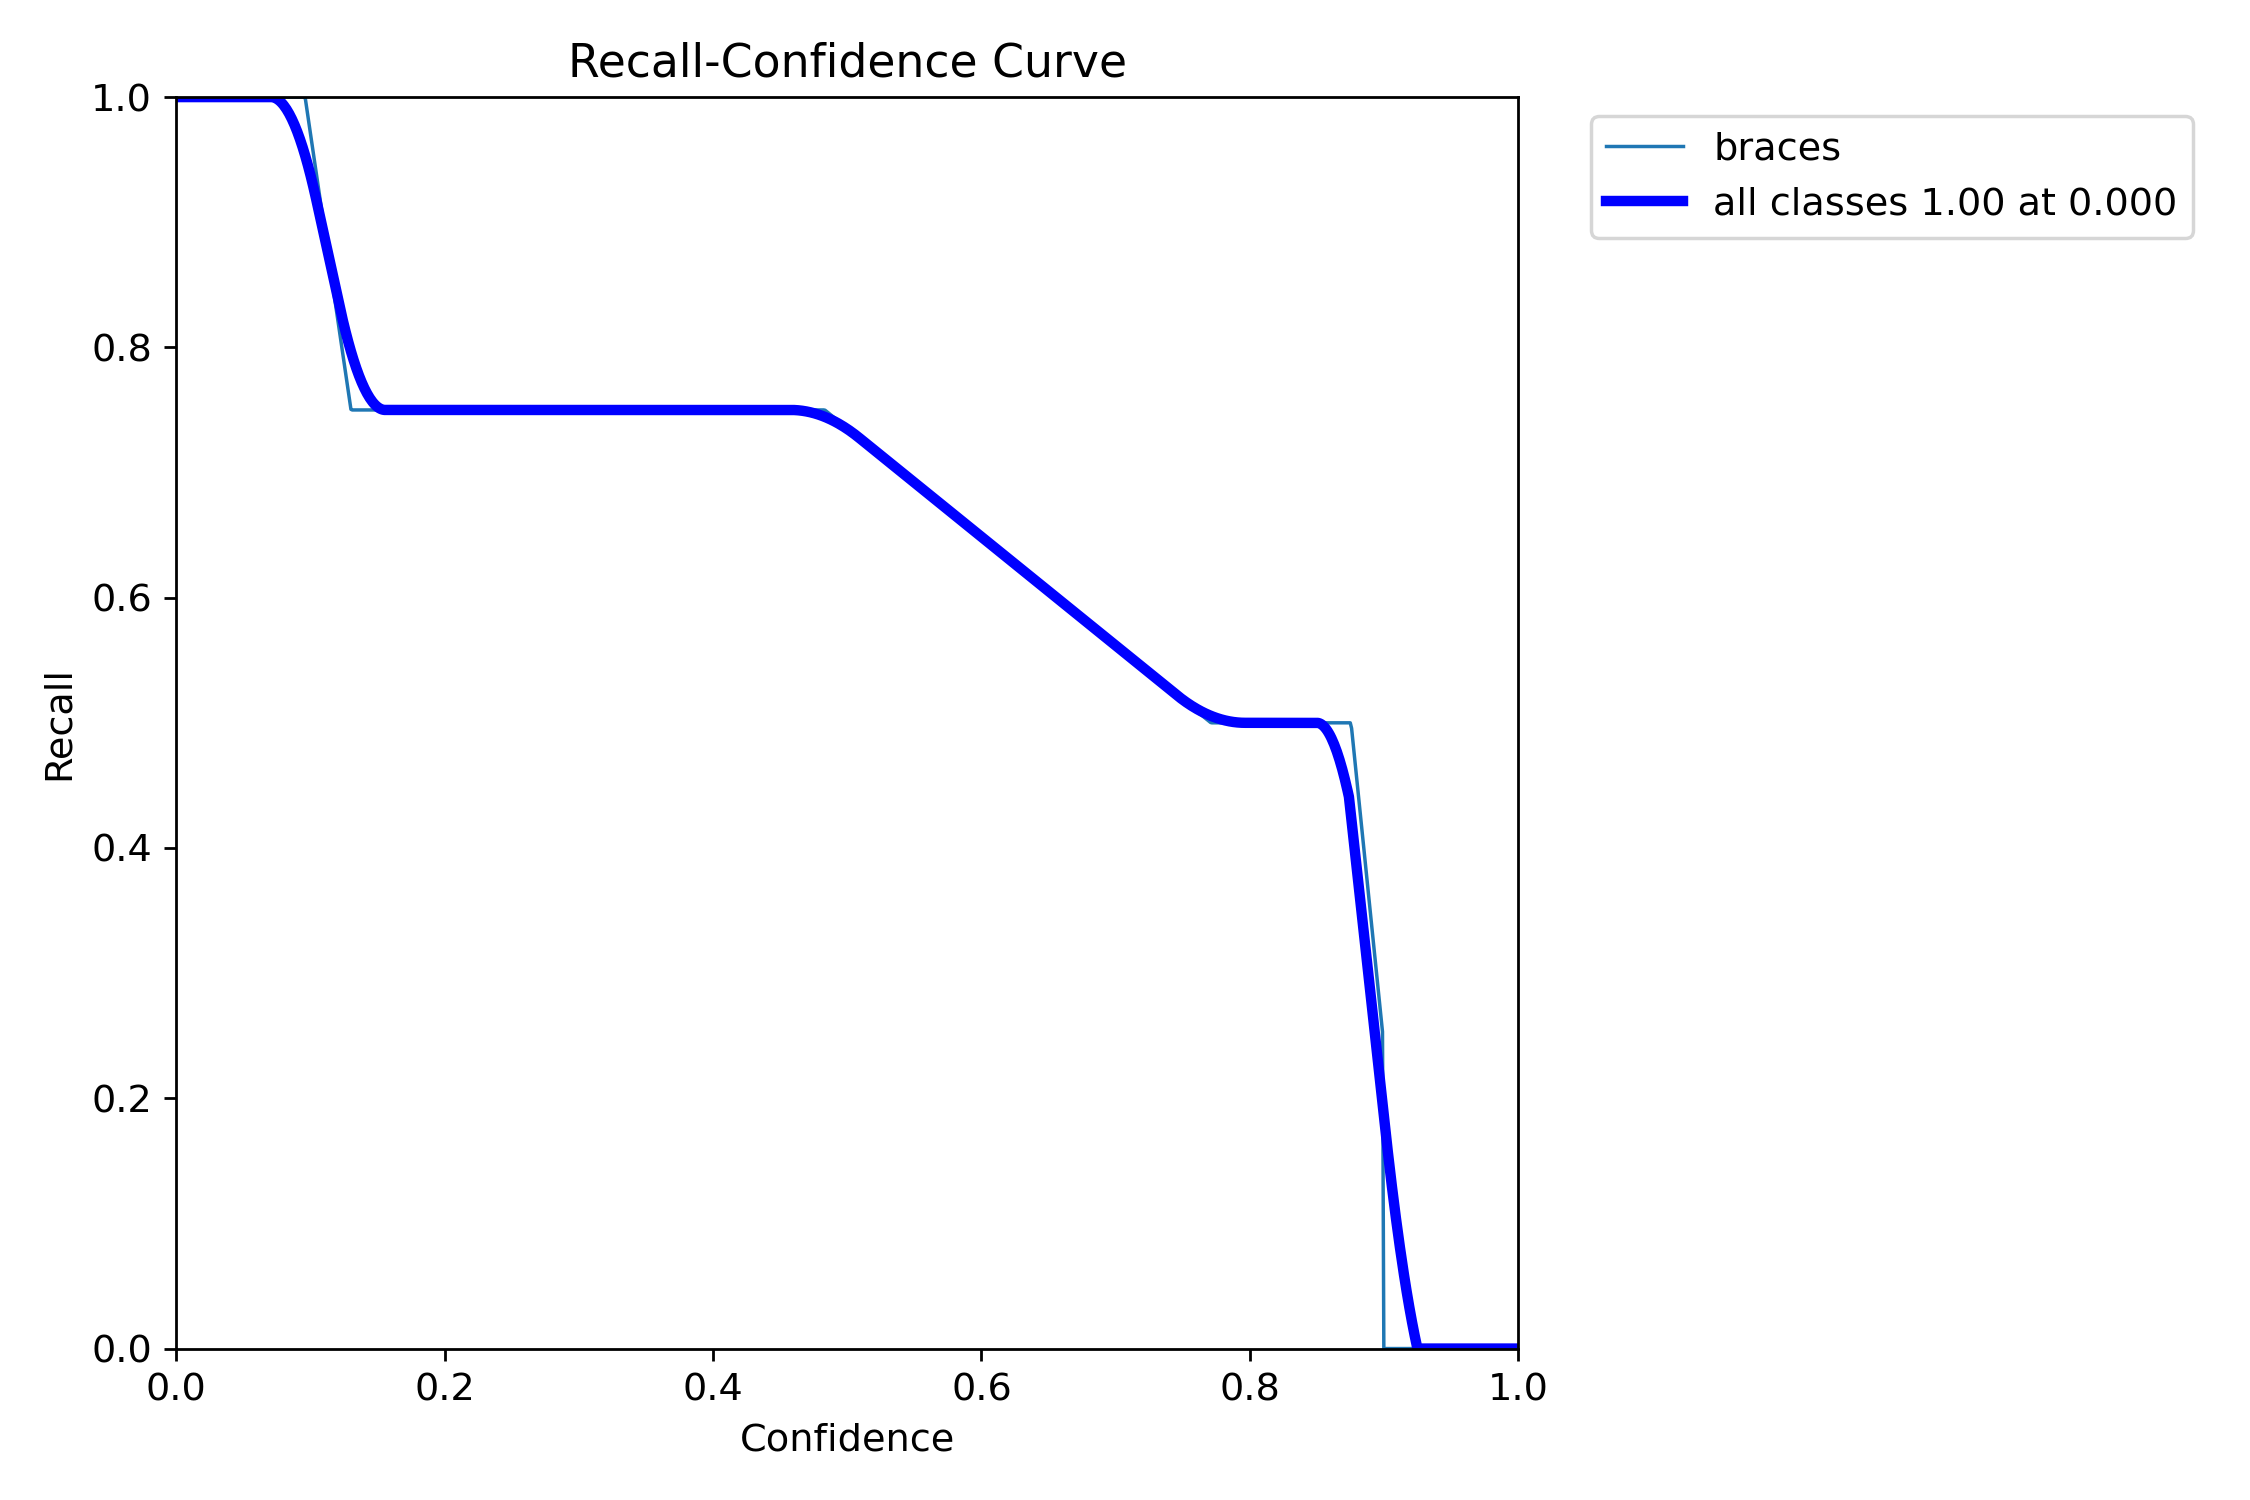 Recall-Confidence Curve
braces
all classes 1.00 at 0.000
1.0
0.8
0.6
0.4
0.2
0.0
Recall
0.0 0.2 0.4 0.6 0.8 1.0
Confidence